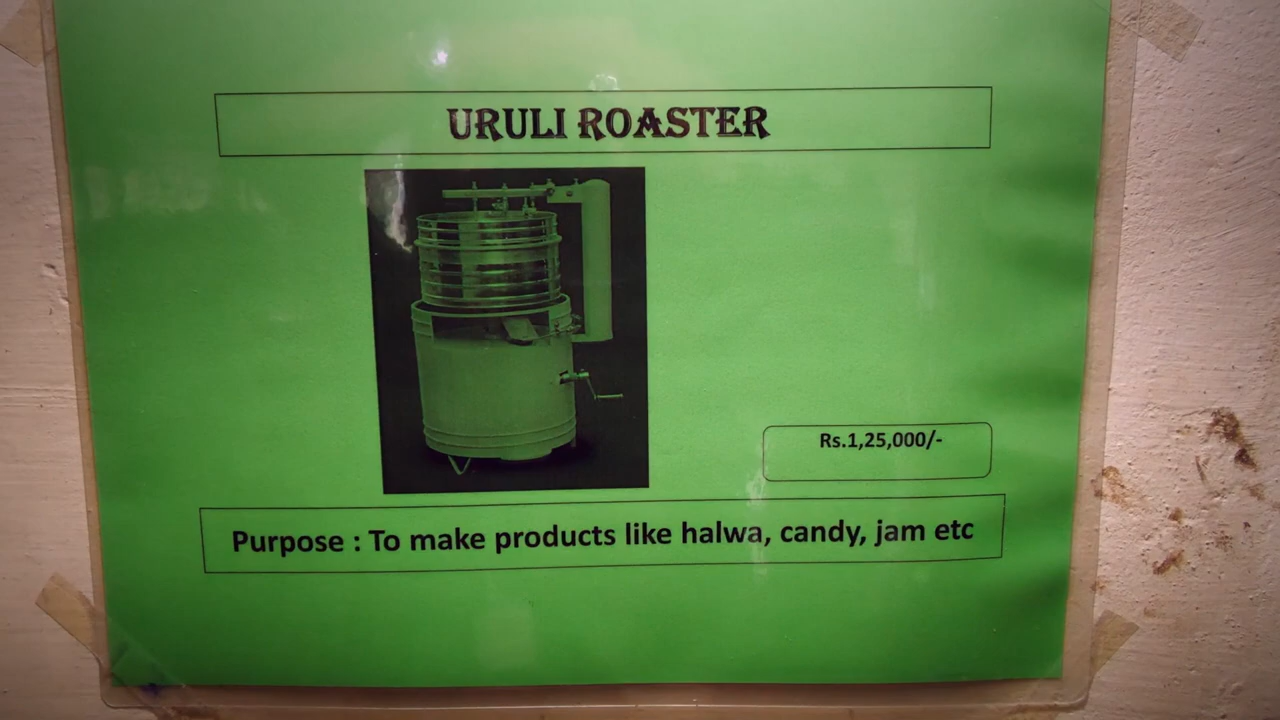 URULI ROASTER
Rs.1,25,000/-
Purpose : To make products like halwa, candy, jam etc